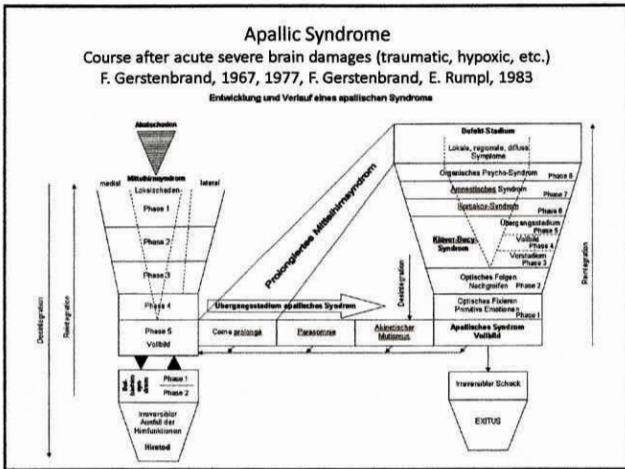 Apallic Syndrome
Course after acute severe brain damages (traumatic, hypoxic, etc.)
F. Gerstenbrand, 1967, 1977, F. Gerstenbrand, E. Rumpl, 1983
Entwicklung und Verlauf eines apallischen Syndroms
Akutschaden
Mittelhirnsyndrom
medial
Lokalschaden
lateral
Phase 1
Phase 2
Phase 3
Phase 4
Phase 5
Vollbild
Desintegration
Reintegration
Phase 1
Phase 2
Irreversibler
Ausfall der
Hirnfunktionen
Hirntod
Prolongiertes Mittelhirnsyndrom
Übergangsstadium apallisches Syndrom
Coma prolongé
Parasomnie
Akinetischer
Mutismus
Defekt-Stadium
Lokale, regionale, diffuse
Symptome
Organisches Psycho-Syndrom
Phase 8
Amnestisches Syndrom
Phase 7
Korsakow-Syndrom
Phase 6
Klüver-Bucy-
Syndrom
Übergangsstadium
Phase 5
Vollbild
Phase 4
Vorstadium
Phase 3
Optisches Folgen
Nachgreifen
Phase 2
Optisches Fixieren
Primitive Emotionen
Phase 1
Apallisches Syndrom
Vollbild
Desintegration
Reintegration
Irreversibler Schock
EXITUS